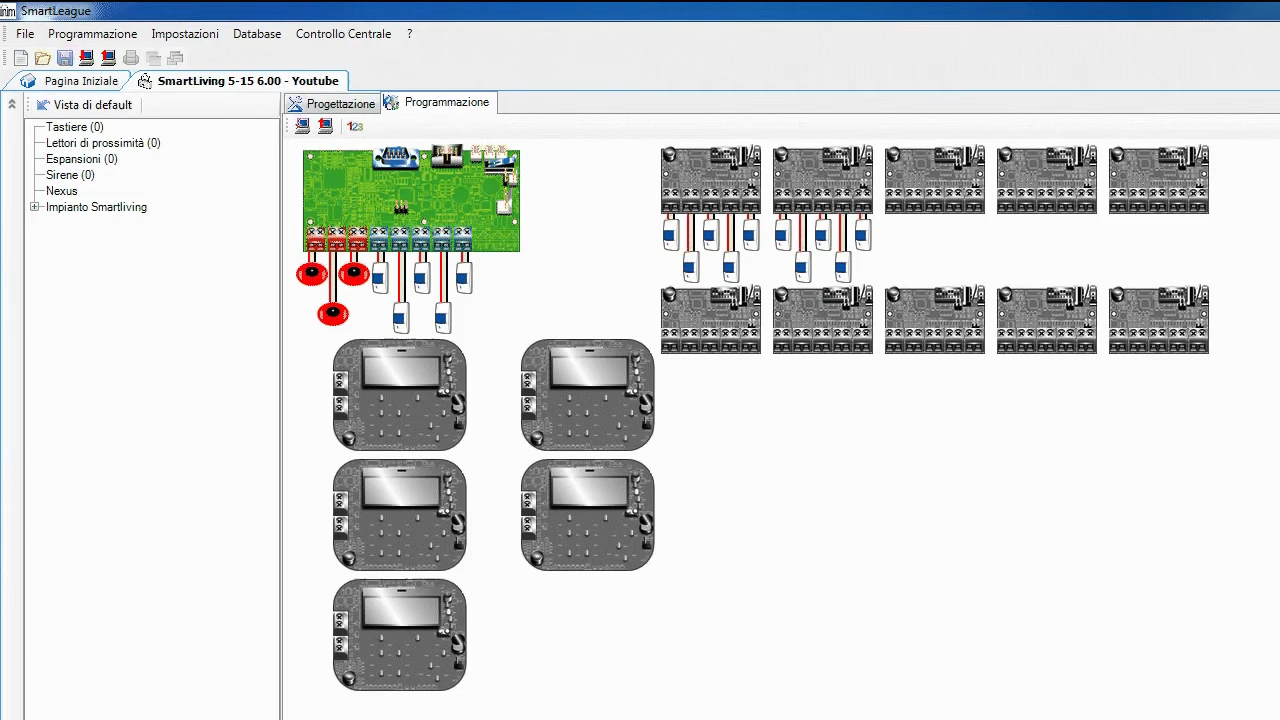 inim SmartLeague
File Programmazione Impostazioni Database Controllo Centrale ?
Pagina Iniziale SmartLiving 5-15 6.00 - Youtube
Vista di default
Progettazione Programmazione
123
Tastiere (0)
Lettori di prossimità (0)
Espansioni (0)
Sirene (0)
Nexus
Impianto Smartliving